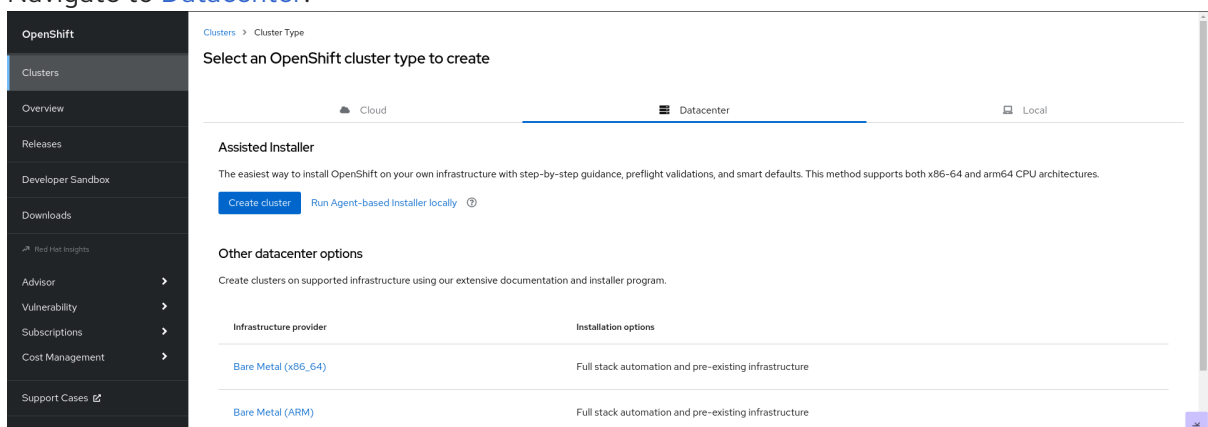 Navigate to Datacenter.
OpenShift
Clusters
Overview
Releases
Developer Sandbox
Downloads
Red Hat Insights
Advisor
Vulnerability
Subscriptions
Cost Management
Support Cases
Clusters > Cluster Type
Select an OpenShift cluster type to create
Cloud Datacenter Local
Assisted Installer
The easiest way to install OpenShift on your own infrastructure with step-by-step guidance, preflight validations, and smart defaults. This method supports both x86-64 and arm64 CPU architectures.
Create cluster Run Agent-based Installer locally
Other datacenter options
Create clusters on supported infrastructure using our extensive documentation and installer program.
Infrastructure provider Installation options
Bare Metal (x86_64) Full stack automation and pre-existing infrastructure
Bare Metal (ARM) Full stack automation and pre-existing infrastructure